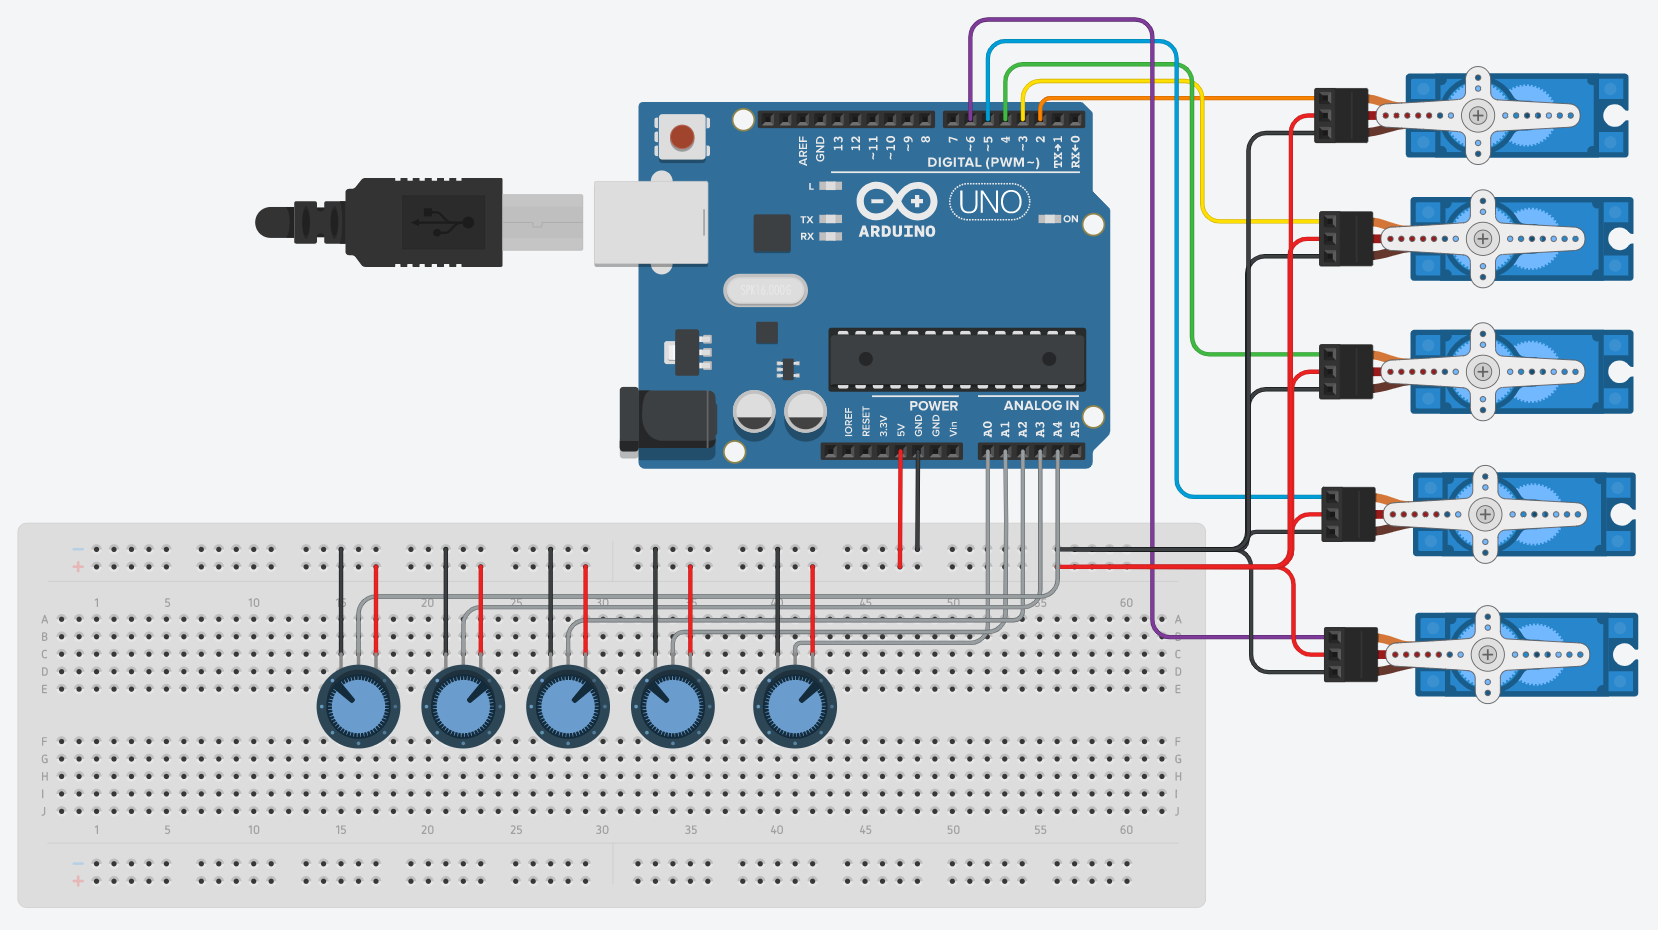 AREF
GND
13
12
~11
~10
~9
8
7
~6
~5
4
~3
2
TX→1
RX←0
DIGITAL (PWM~)
L
TX
RX
ARDUINO
UNO
ON
SPK16.000G
POWER
ANALOG IN
IOREF
RESET
3.3V
5V
GND
GND
Vin
A0
A1
A2
A3
A4
A5
−
+
1 5 10 15 20 25 30 35 40 45 50 55 60
A A
B B
C C
D D
E E
F F
G G
H H
I I
J J
1 5 10 15 20 25 30 35 40 45 50 55 60
−
+